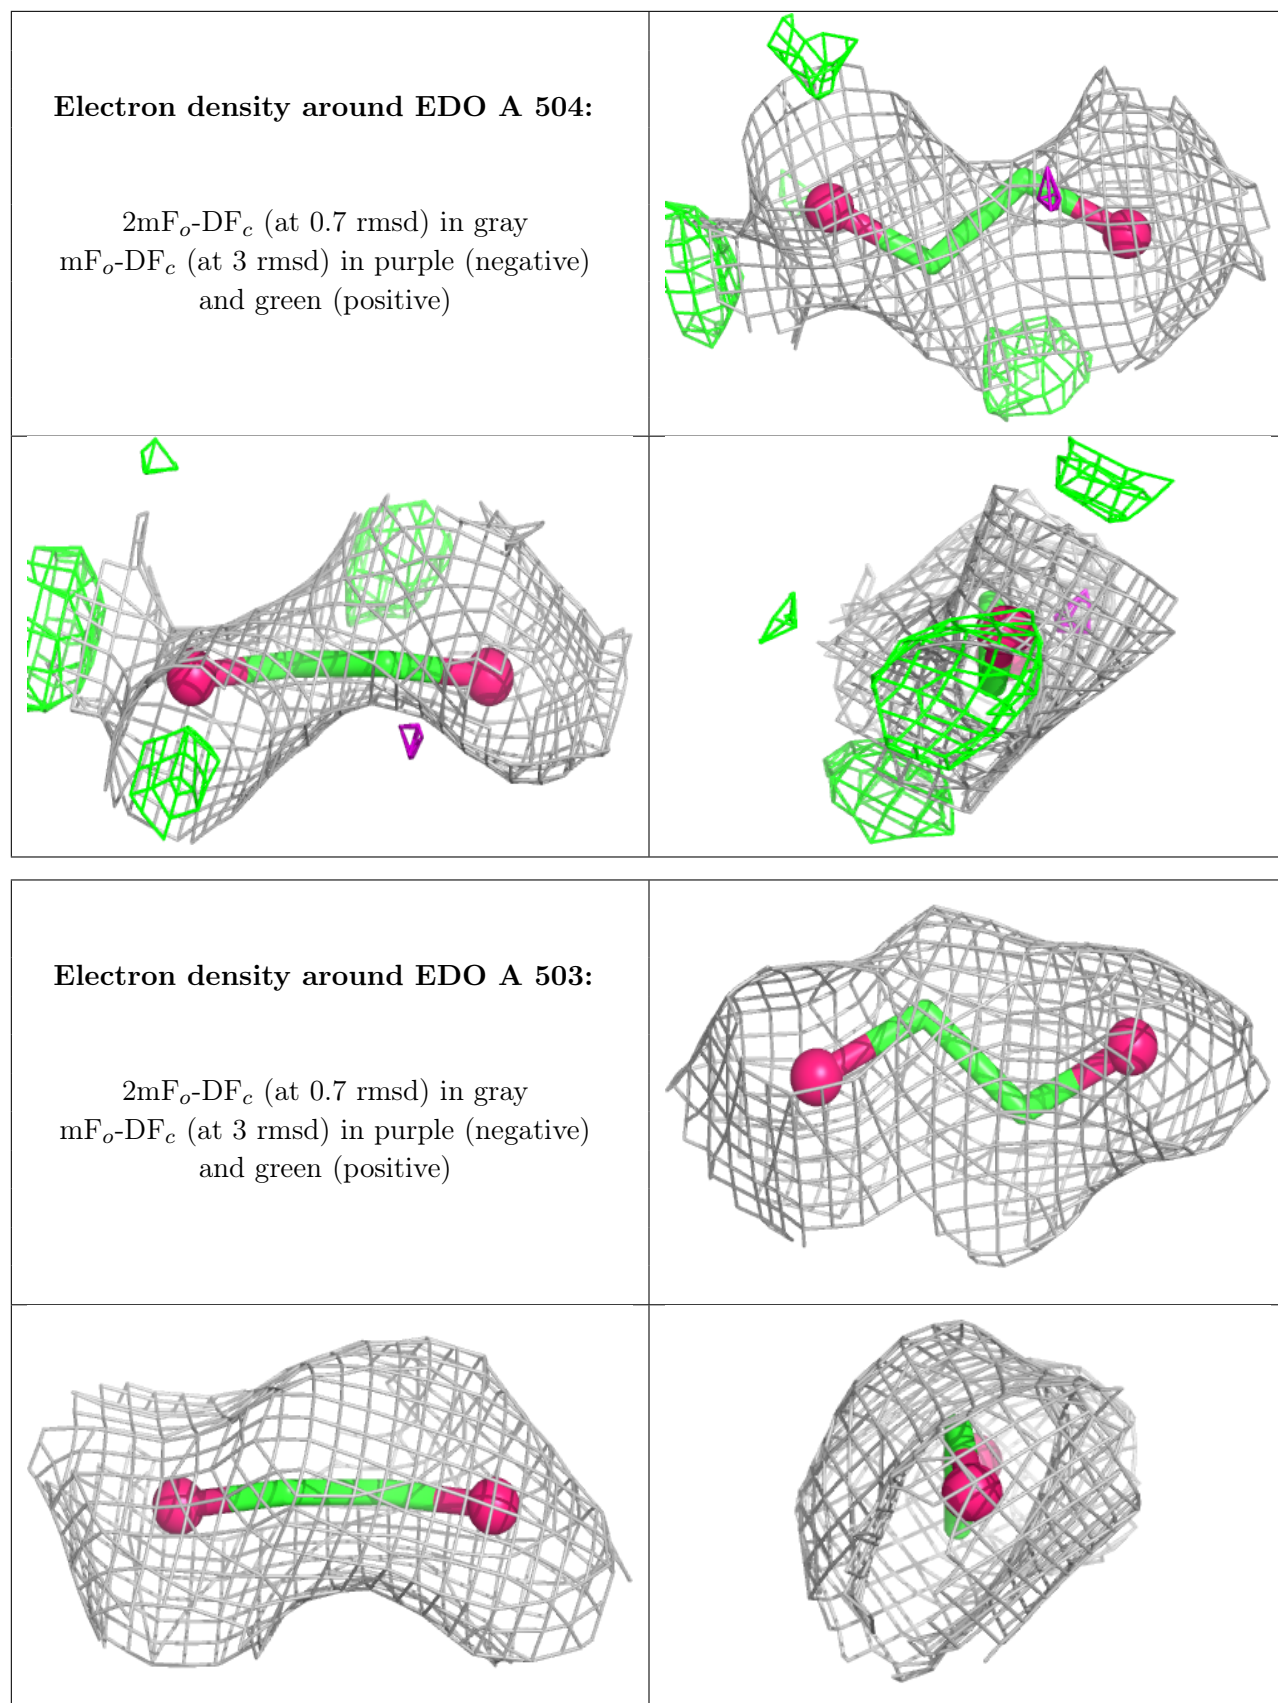 Electron density around EDO A 504:
2mFₒ-DF𝒸 (at 0.7 rmsd) in gray
mFₒ-DF𝒸 (at 3 rmsd) in purple (negative)
and green (positive)
Electron density around EDO A 503:
2mFₒ-DF𝒸 (at 0.7 rmsd) in gray
mFₒ-DF𝒸 (at 3 rmsd) in purple (negative)
and green (positive)